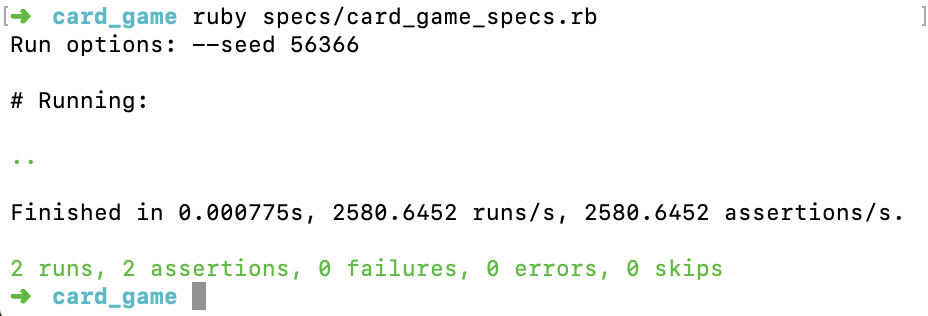 [➜ card_game ruby specs/card_game_specs.rb ]
Run options: --seed 56366
# Running:
..
Finished in 0.000775s, 2580.6452 runs/s, 2580.6452 assertions/s.
2 runs, 2 assertions, 0 failures, 0 errors, 0 skips
➜ card_game